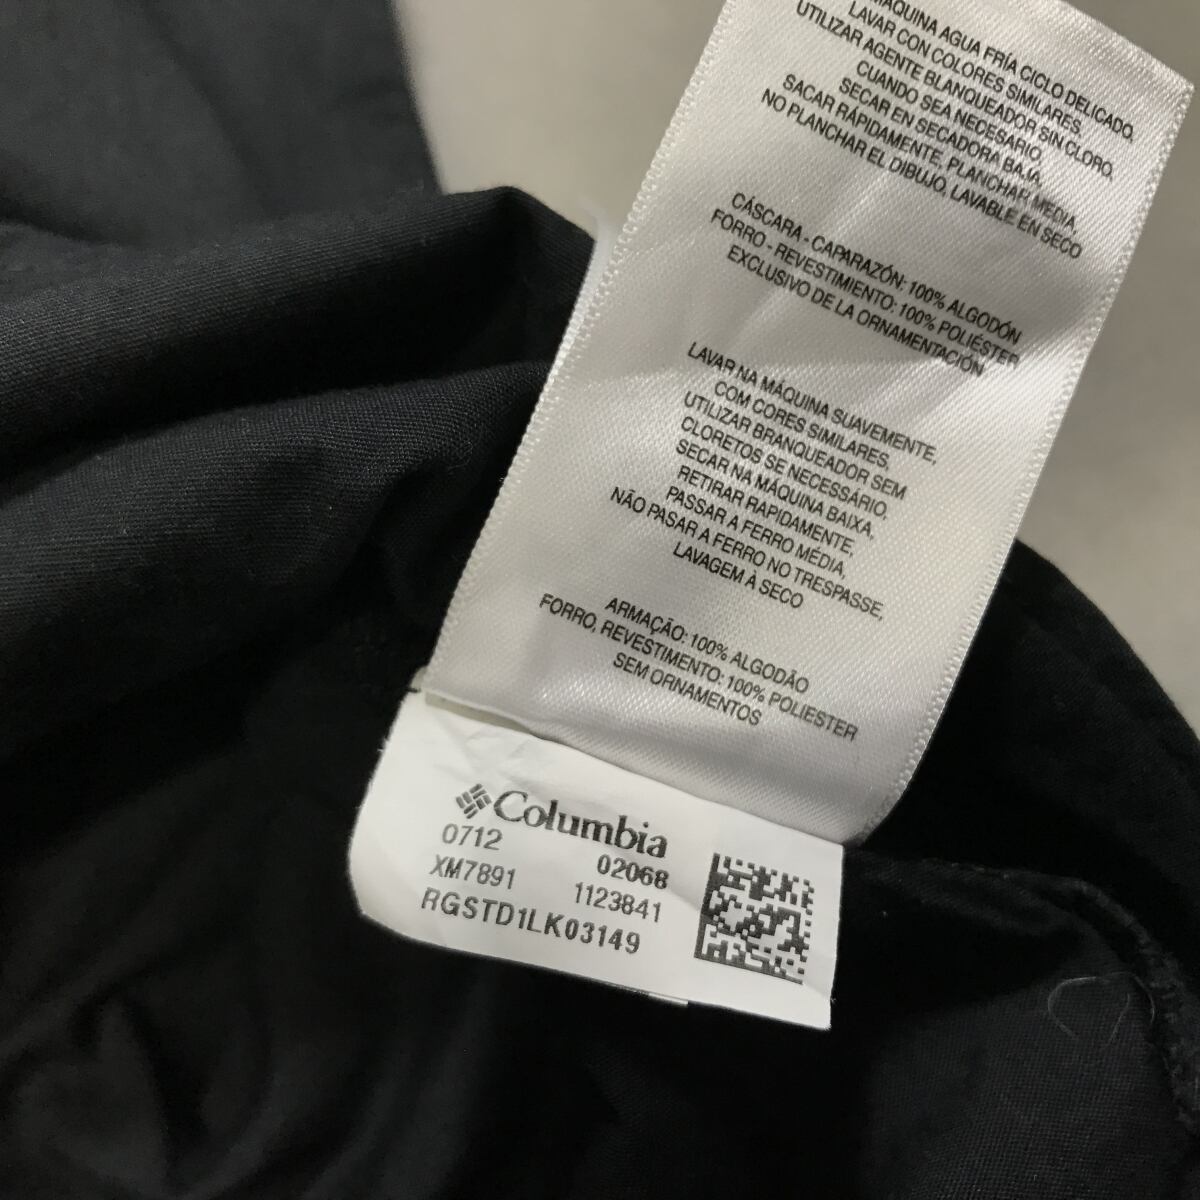 MÁQUINA AGUA FRÍA CICLO DELICADO.
LAVAR CON COLORES SIMILARES.
UTILIZAR AGENTE BLANQUEADOR SIN CLORO,
CUANDO SEA NECESARIO,
SECAR EN SECADORA BAJA,
SACAR RÁPIDAMENTE, PLANCHAR MEDIA,
NO PLANCHAR EL DIBUJO, LAVABLE EN SECO
CÁSCARA - CAPARAZÓN: 100% ALGODÓN
FORRO - REVESTIMIENTO: 100% POLIÉSTER
EXCLUSIVO DE LA ORNAMENTACIÓN
LAVAR NA MÁQUINA SUAVEMENTE,
COM CORES SIMILARES,
UTILIZAR BRANQUEADOR SEM
CLORETOS SE NECESSÁRIO,
SECAR NA MÁQUINA BAIXA,
RETIRAR RAPIDAMENTE,
PASSAR A FERRO MÉDIA,
NÃO PASAR A FERRO NO TRESPASSE,
LAVAGEM À SECO
ARMAÇÃO: 100% ALGODÃO
FORRO, REVESTIMENTO: 100% POLIESTER
SEM ORNAMENTOS
Columbia
0712 02068
XM7891 1123841
RGSTD1LK03149